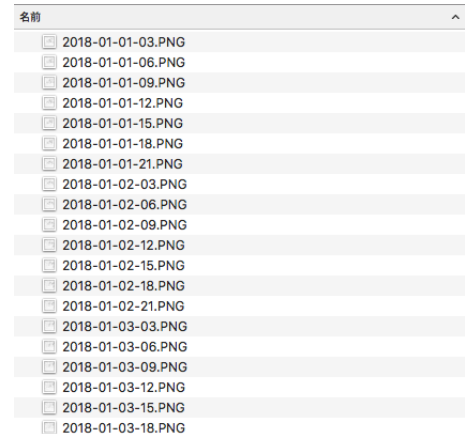 名前
2018-01-01-03.PNG
2018-01-01-06.PNG
2018-01-01-09.PNG
2018-01-01-12.PNG
2018-01-01-15.PNG
2018-01-01-18.PNG
2018-01-01-21.PNG
2018-01-02-03.PNG
2018-01-02-06.PNG
2018-01-02-09.PNG
2018-01-02-12.PNG
2018-01-02-15.PNG
2018-01-02-18.PNG
2018-01-02-21.PNG
2018-01-03-03.PNG
2018-01-03-06.PNG
2018-01-03-09.PNG
2018-01-03-12.PNG
2018-01-03-15.PNG
2018-01-03-18.PNG